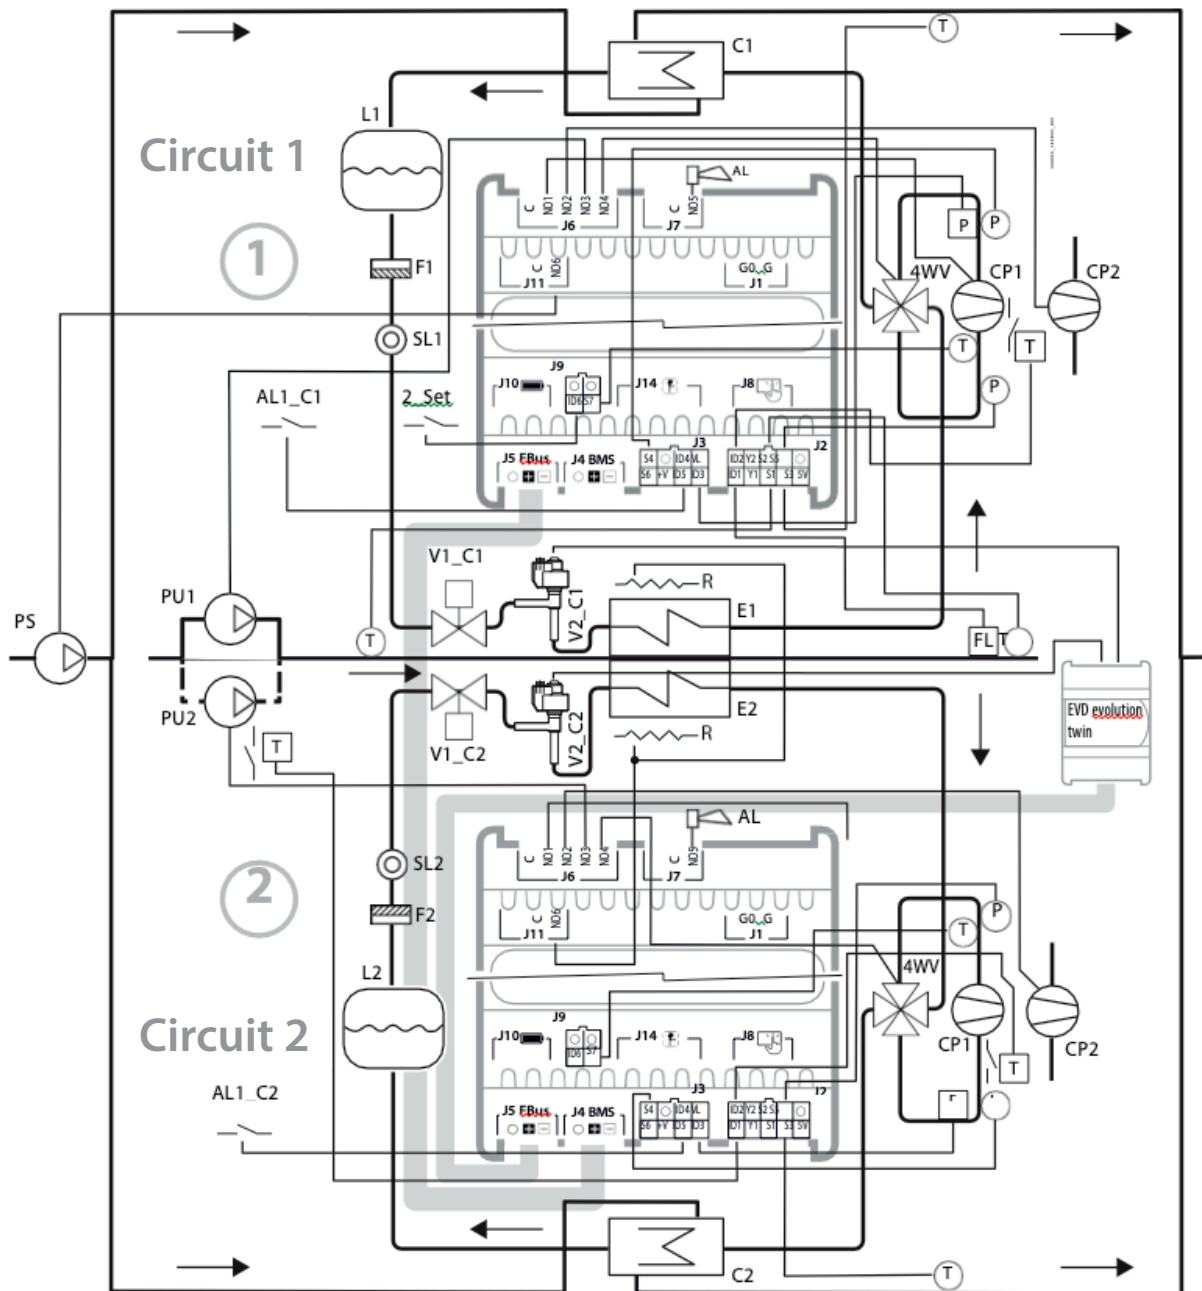 C1
T
L1
Circuit 1
AL
C
NO1
NO2
NO3
NO4
C
NO5
J6
J7
P
P
1
F1
C
NO6
G0 G
J11
J1
4WV
CP1
CP2
SL1
T
T
J9
J10
J14
J8
P
AL1_C1
2_Set
ID6 S7
J3
J2
J5 FBus
J4 BMS
S4 ID4 VL
S6 +V ID5 ID3
ID2 Y2 S2 S5
ID1 Y1 S1 S3 5V
V1_C1
R
PU1
V2_C1
E1
PS
T
FL
T
PU2
E2
EVD evolution
twin
T
V1_C2
V2_C2
R
AL
C
NO1
NO2
NO3
NO4
C
NO5
SL2
J6
J7
2
F2
P
C
NO6
G0 G
T
J11
J1
L2
4WV
Circuit 2
J9
J10
J14
J8
CP1
CP2
ID6 S7
T
AL1_C2
J3
J2
J5 FBus
J4 BMS
S4 ID4 VL
S6 +V ID5 ID3
ID2 Y2 S2 S5
ID1 Y1 S1 S3 5V
C2
T